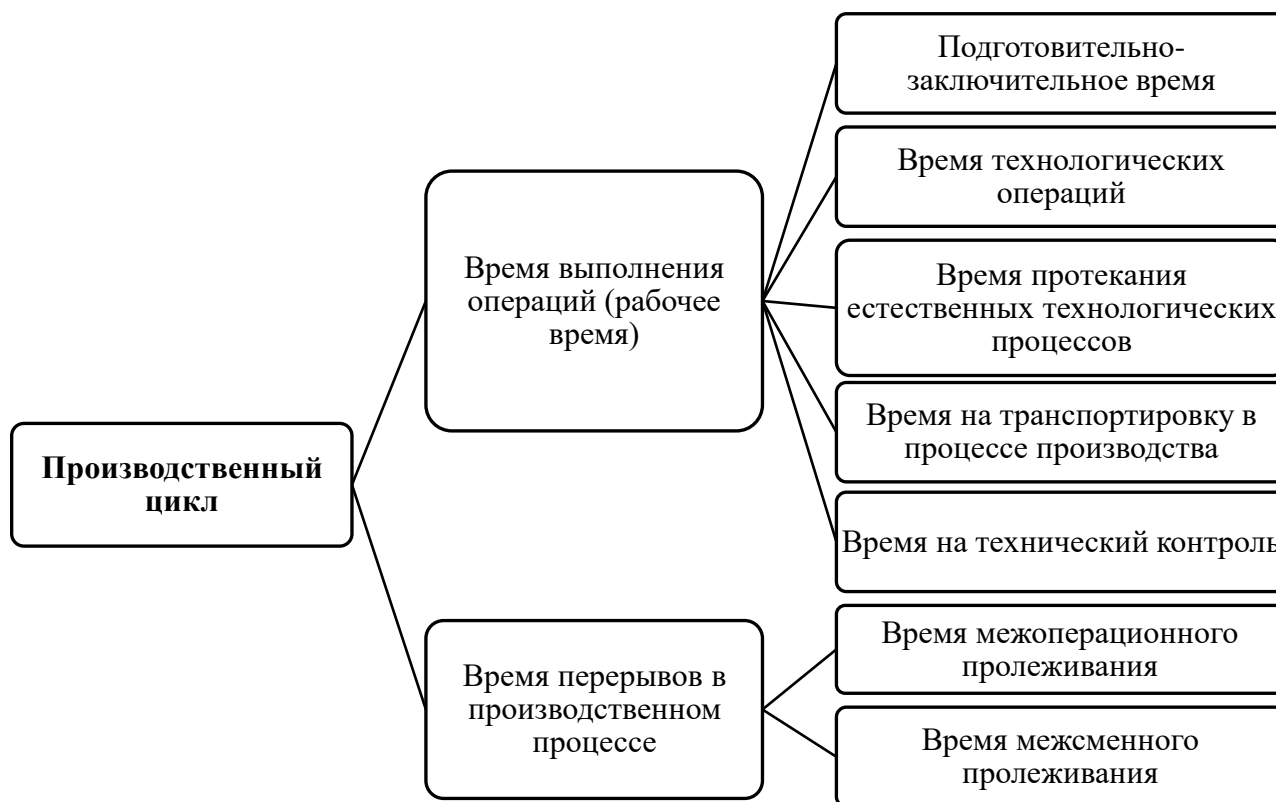 Производственный
цикл
Время выполнения
операций (рабочее
время)
Подготовительно-
заключительное время
Время технологических
операций
Время протекания
естественных технологических
процессов
Время на транспортировку в
процессе производства
Время на технический контроль
Время перерывов в
производственном
процессе
Время межоперационного
пролеживания
Время межсменного
пролеживания